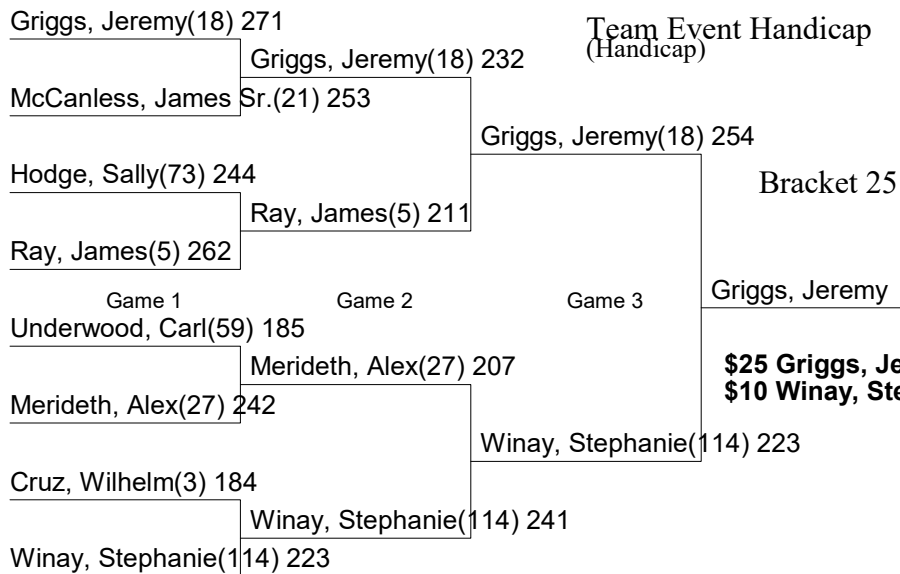 Griggs, Jeremy(18) 271
Team Event Handicap
(Handicap)
Griggs, Jeremy(18) 232
McCanless, James Sr.(21) 253
Griggs, Jeremy(18) 254
Hodge, Sally(73) 244
Bracket 25
Ray, James(5) 211
Ray, James(5) 262
Game 1 Game 2 Game 3
Griggs, Jeremy
Underwood, Carl(59) 185
Merideth, Alex(27) 207
$25 Griggs, Je
$10 Winay, Ste
Merideth, Alex(27) 242
Winay, Stephanie(114) 223
Cruz, Wilhelm(3) 184
Winay, Stephanie(114) 241
Winay, Stephanie(114) 223